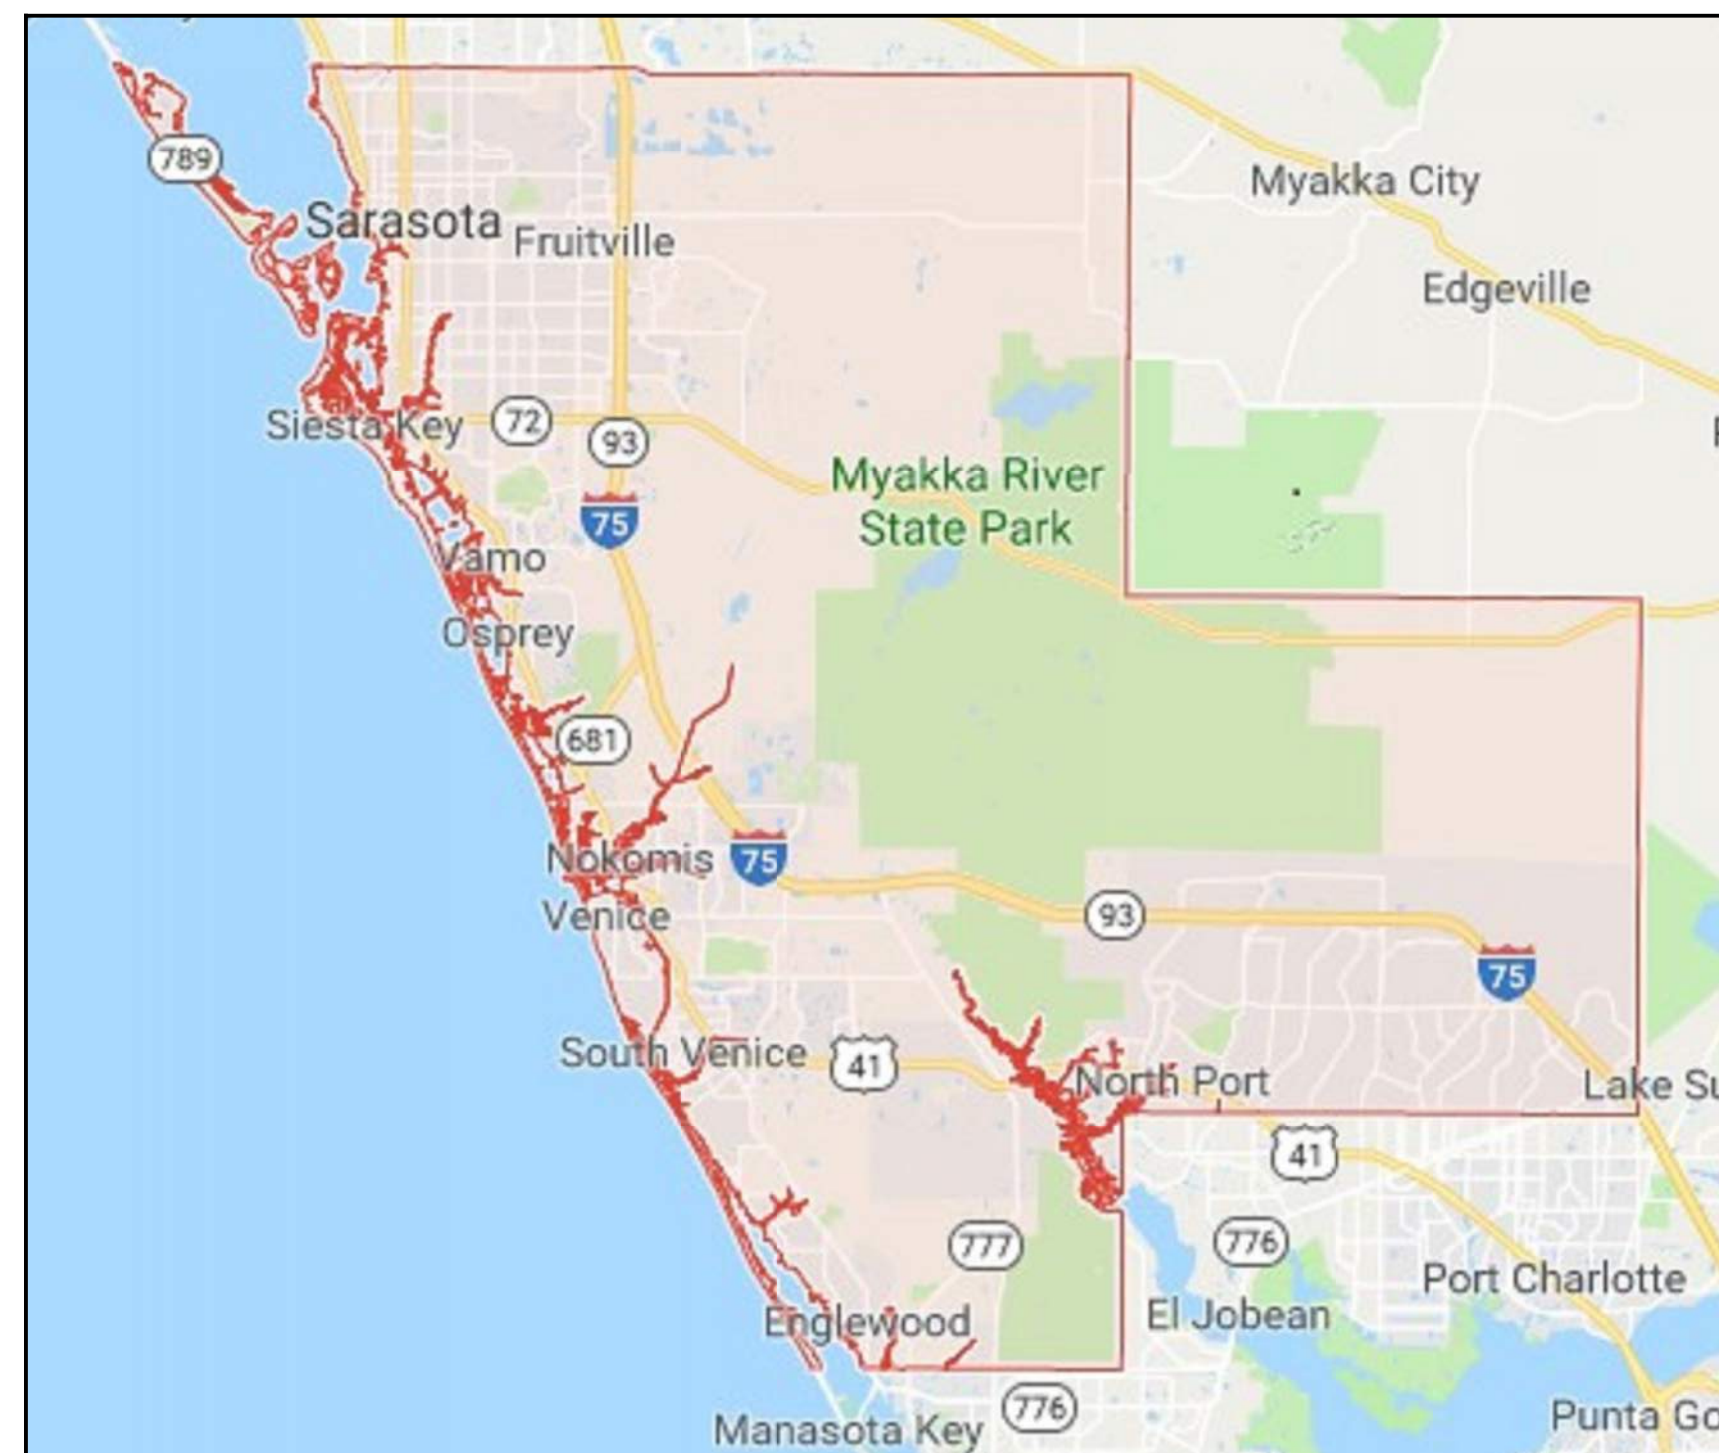 789
Myakka City
Sarasota
Fruitville
Edgeville
Siesta Key
72
93
Myakka River
State Park
75
Vamo
Osprey
681
Nokomis
75
Venice
93
75
South Venice
41
North Port
Lake Su
41
777
776
Port Charlotte
Englewood
El Jobean
776
Manasota Key
Punta Go